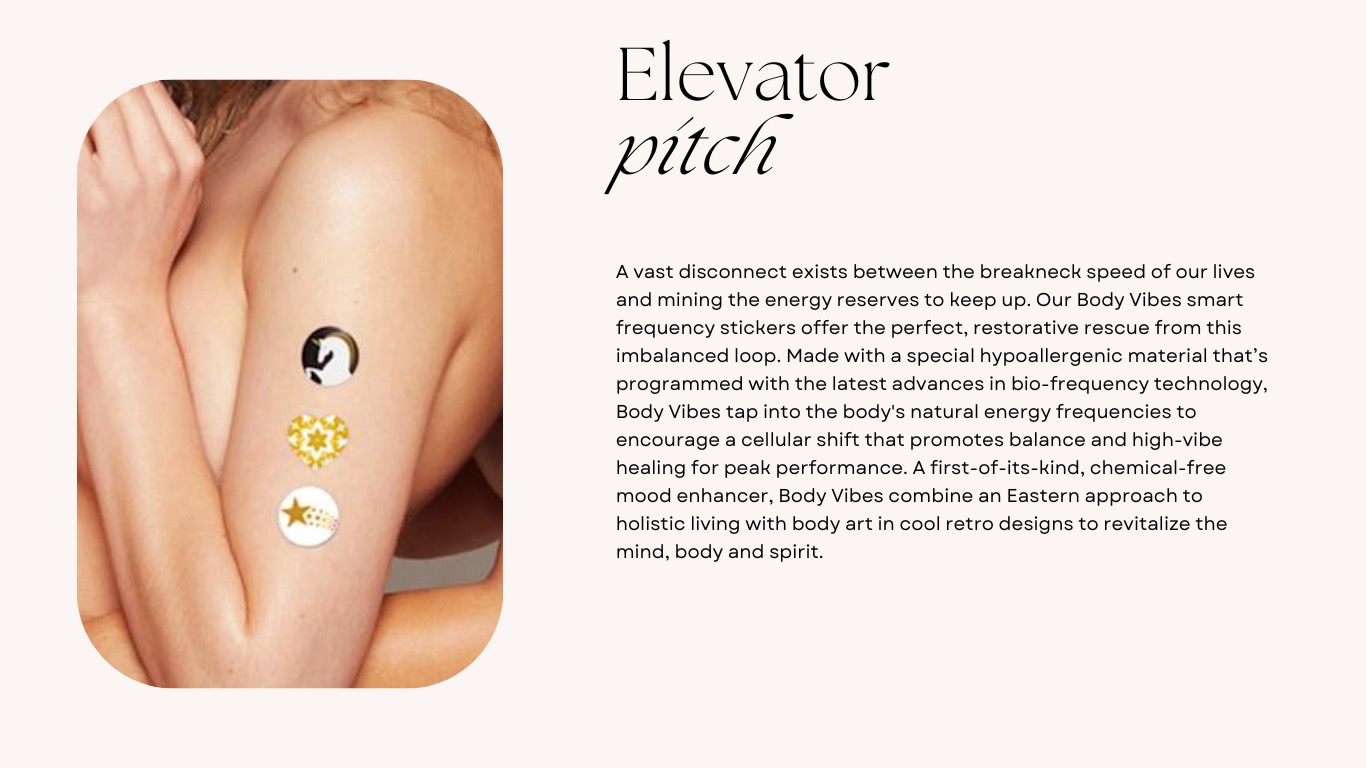 Elevator
pitch
A vast disconnect exists between the breakneck speed of our lives
and mining the energy reserves to keep up. Our Body Vibes smart
frequency stickers offer the perfect, restorative rescue from this
imbalanced loop. Made with a special hypoallergenic material that’s
programmed with the latest advances in bio-frequency technology,
Body Vibes tap into the body's natural energy frequencies to
encourage a cellular shift that promotes balance and high-vibe
healing for peak performance. A first-of-its-kind, chemical-free
mood enhancer, Body Vibes combine an Eastern approach to
holistic living with body art in cool retro designs to revitalize the
mind, body and spirit.